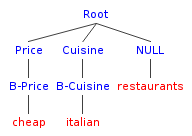 Root
Price Cuisine NULL
B-Price B-Cuisine restaurants
cheap italian